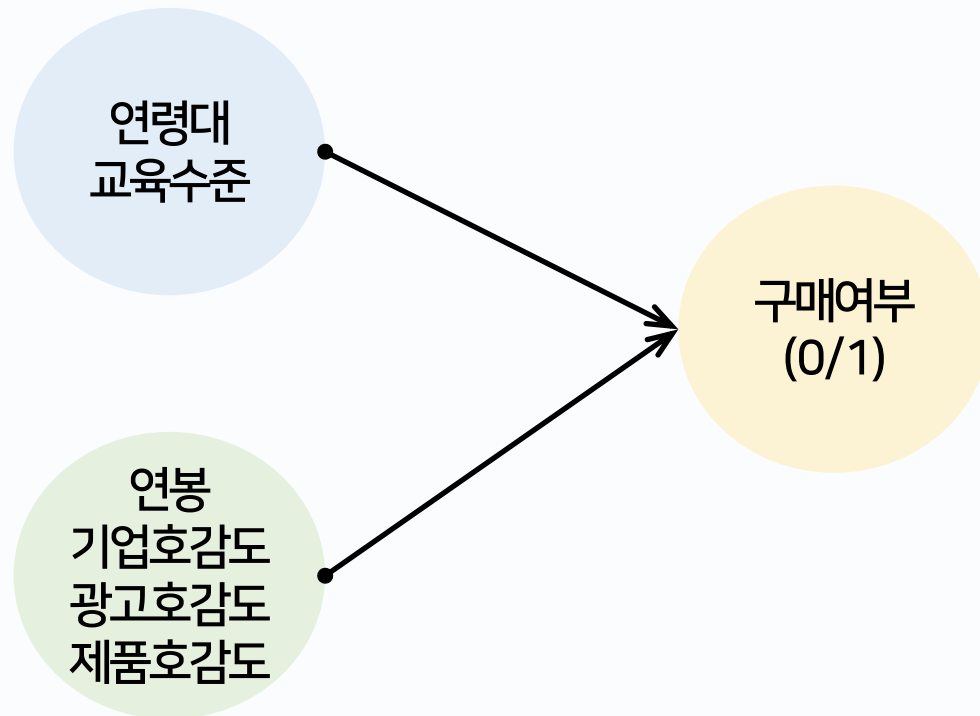 연령대
교육수준
구매여부
(0/1)
연봉
기업호감도
광고호감도
제품호감도